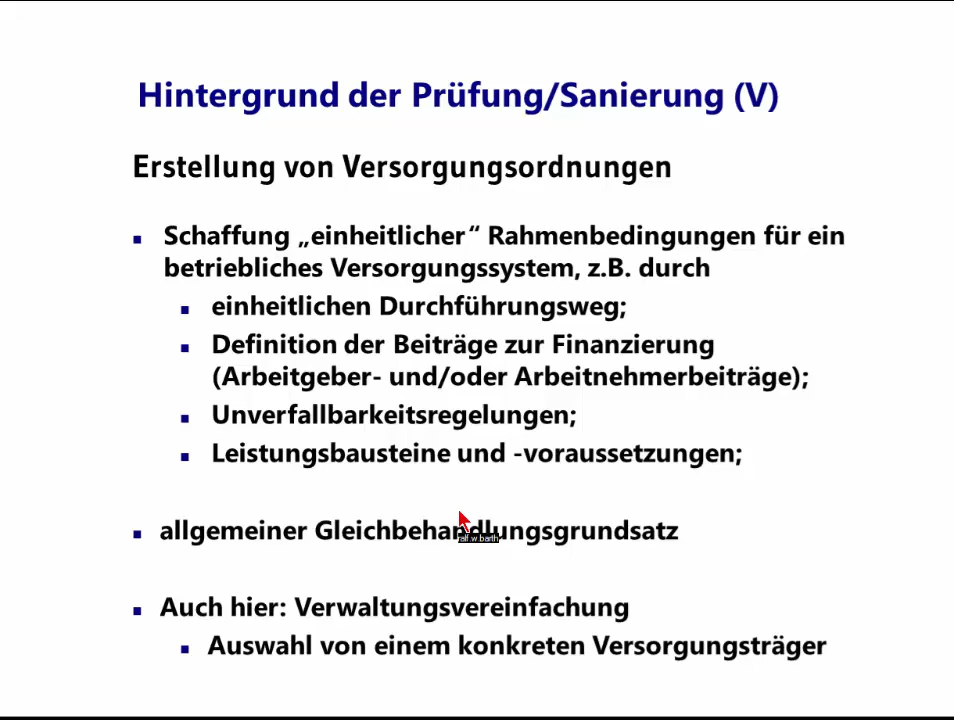 Hintergrund der Prüfung/Sanierung (V)
Erstellung von Versorgungsordnungen
Schaffung „einheitlicher“ Rahmenbedingungen für ein
betriebliches Versorgungssystem, z.B. durch
einheitlichen Durchführungsweg;
Definition der Beiträge zur Finanzierung
(Arbeitgeber- und/oder Arbeitnehmerbeiträge);
Unverfallbarkeitsregelungen;
Leistungsbausteine und -voraussetzungen;
allgemeiner Gleichbehandlungsgrundsatz
ralf.w.barth
Auch hier: Verwaltungsvereinfachung
Auswahl von einem konkreten Versorgungsträger